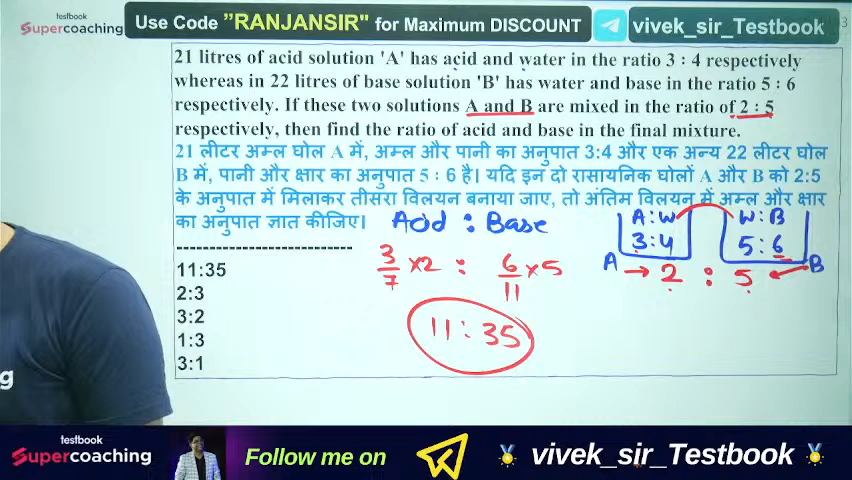 testbook
Supercoaching
Use Code "RANJANSIR" for Maximum DISCOUNT
vivek_sir_Testbook
3
21 litres of acid solution 'A' has acid and water in the ratio 3 : 4 respectively
whereas in 22 litres of base solution 'B' has water and base in the ratio 5 : 6
respectively. If these two solutions A and B are mixed in the ratio of 2 : 5
respectively, then find the ratio of acid and base in the final mixture.
21 लीटर अम्ल घोल A में, अम्ल और पानी का अनुपात 3:4 और एक अन्य 22 लीटर घोल
B में, पानी और क्षार का अनुपात 5 : 6 है। यदि इन दो रासायनिक घोलों A और B को 2:5
के अनुपात में मिलाकर तीसरा विलयन बनाया जाए, तो अंतिम विलयन में अम्ल और क्षार
का अनुपात ज्ञात कीजिए।
Acid : Base
A:W W:B
3:4 5:6
A → 2 : 5 B
3/7 ×2 : 6/11 ×5
11:35
-----------------------------
11:35
2:3
3:2
1:3
3:1
ng
testbook
Supercoaching
Follow me on
vivek_sir_Testbook